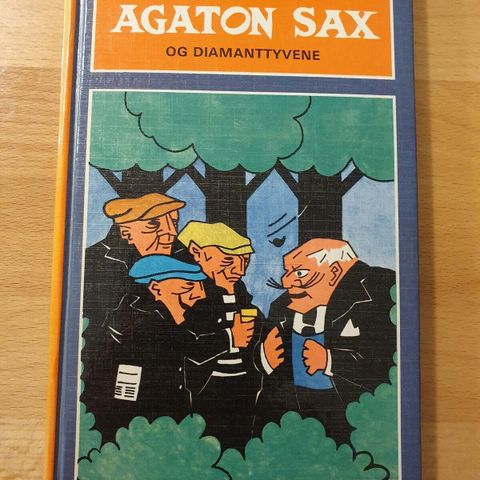 AGATON SAX
OG DIAMANTTYVENE